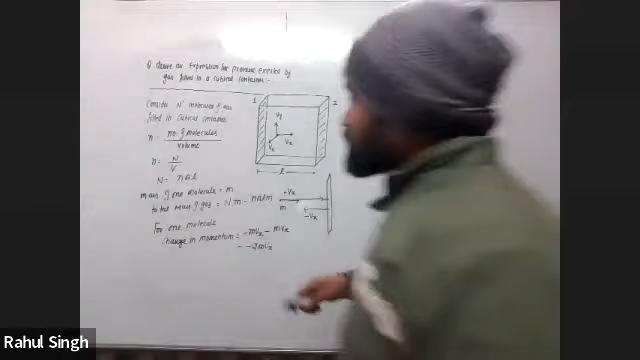 Q derive an Expression for pressure exerted by
gas filled in a cubical container:-
Consider 'N' molecules of gas
filled in cubical container
n = no. of molecules / volume
n = N / V
N = nAl
mass of one molecule = m
total mass of gas = N.m = nAlm
For one molecule
change in momentum = -mVx - mVx
= -2mVx
1
2
Vy
Vx
Vz
l
+Vx
m
-Vx
Rahul Singh